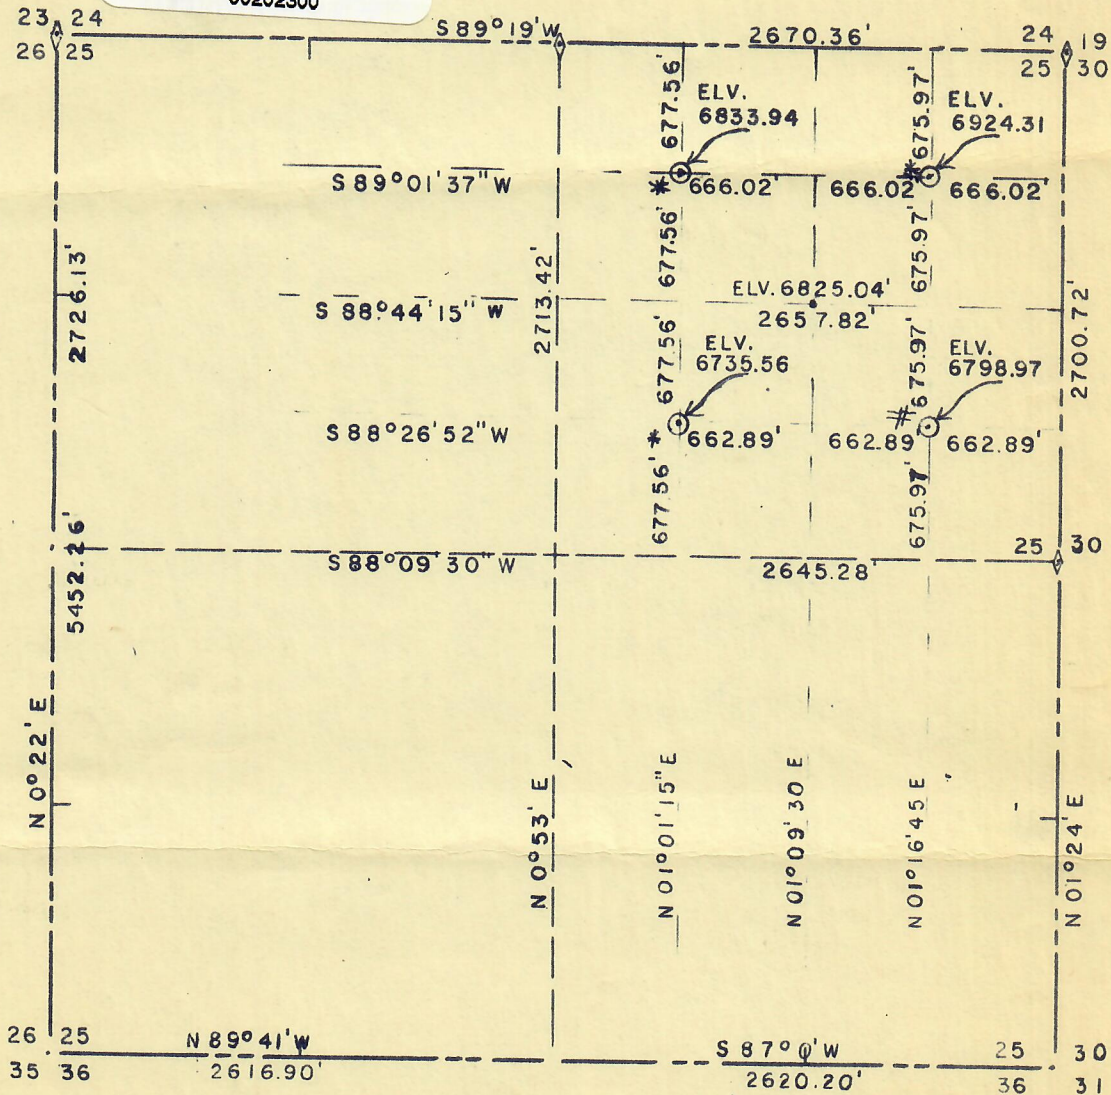 00202300
23 24
S 89° 19' W
2670.36'
24 19
26 25
25 30
677.56'
ELV.
6833.94
675.97'
ELV.
6924.31
S 89° 01' 37" W
* 666.02'
666.02'
* 666.02'
2726.13'
2713.42'
677.56'
675.97'
2700.72'
S 88° 44' 15" W
ELV. 6825.04'
2657.82'
677.56'
ELV.
6735.56
675.97'
ELV.
6798.97
S 88° 26' 52" W
* 662.89'
#
662.89'
662.89'
677.56'
675.97'
5452.26'
S 88° 09' 30" W
2645.28'
25 30
N 0° 22' E
N 0° 53' E
N 01° 01' 15" E
N 01° 09' 30 E
N 01° 16' 45 E
N 01° 24' E
26 25
N 89° 41' W
S 87° 0' W
25 30
35 36
2616.90'
2620.20'
36 31